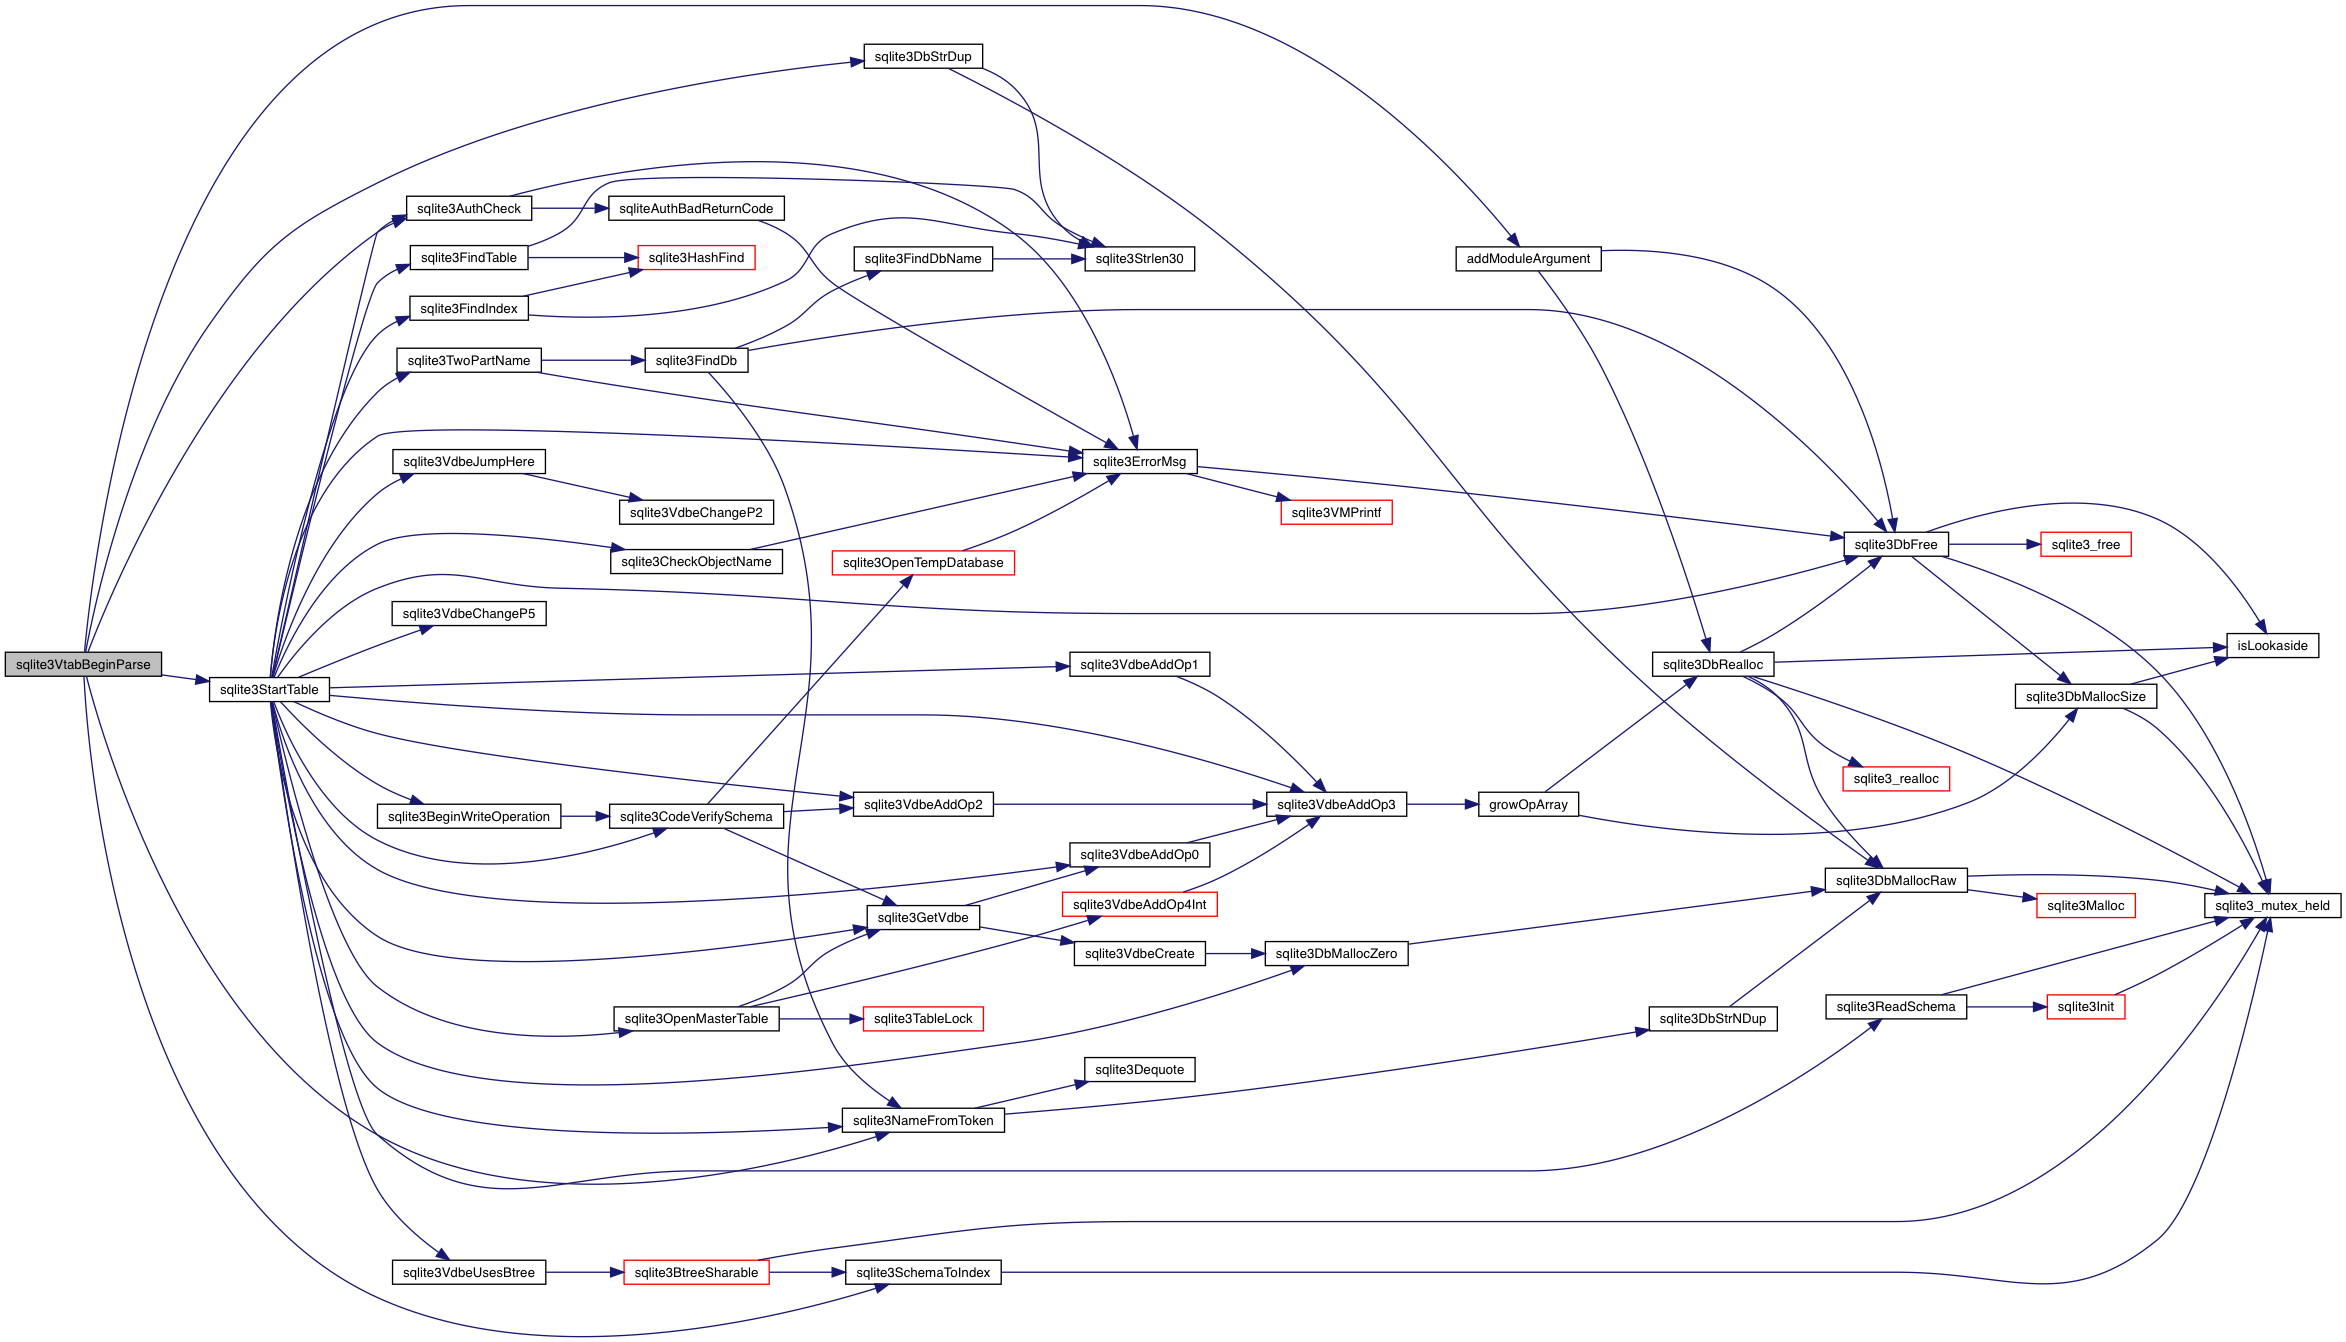 sqlite3VtabBeginParse
sqlite3StartTable
sqlite3AuthCheck
sqlite3FindTable
sqlite3FindIndex
sqlite3TwoPartName
sqlite3VdbeJumpHere
sqlite3VdbeChangeP5
sqlite3BeginWriteOperation
sqlite3VdbeUsesBtree
sqliteAuthBadReturnCode
sqlite3HashFind
sqlite3FindDb
sqlite3VdbeChangeP2
sqlite3CheckObjectName
sqlite3CodeVerifySchema
sqlite3OpenMasterTable
sqlite3BtreeSharable
sqlite3DbStrDup
sqlite3FindDbName
sqlite3OpenTempDatabase
sqlite3VdbeAddOp2
sqlite3GetVdbe
sqlite3TableLock
sqlite3NameFromToken
sqlite3SchemaToIndex
sqlite3Strlen30
sqlite3ErrorMsg
sqlite3VdbeAddOp1
sqlite3VdbeAddOp0
sqlite3VdbeAddOp4Int
sqlite3VdbeCreate
sqlite3Dequote
sqlite3VMPrintf
sqlite3VdbeAddOp3
sqlite3DbMallocZero
addModuleArgument
growOpArray
sqlite3DbRealloc
sqlite3DbStrNDup
sqlite3DbFree
sqlite3_realloc
sqlite3DbMallocRaw
sqlite3ReadSchema
sqlite3_free
sqlite3DbMallocSize
sqlite3Malloc
sqlite3Init
isLookaside
sqlite3_mutex_held